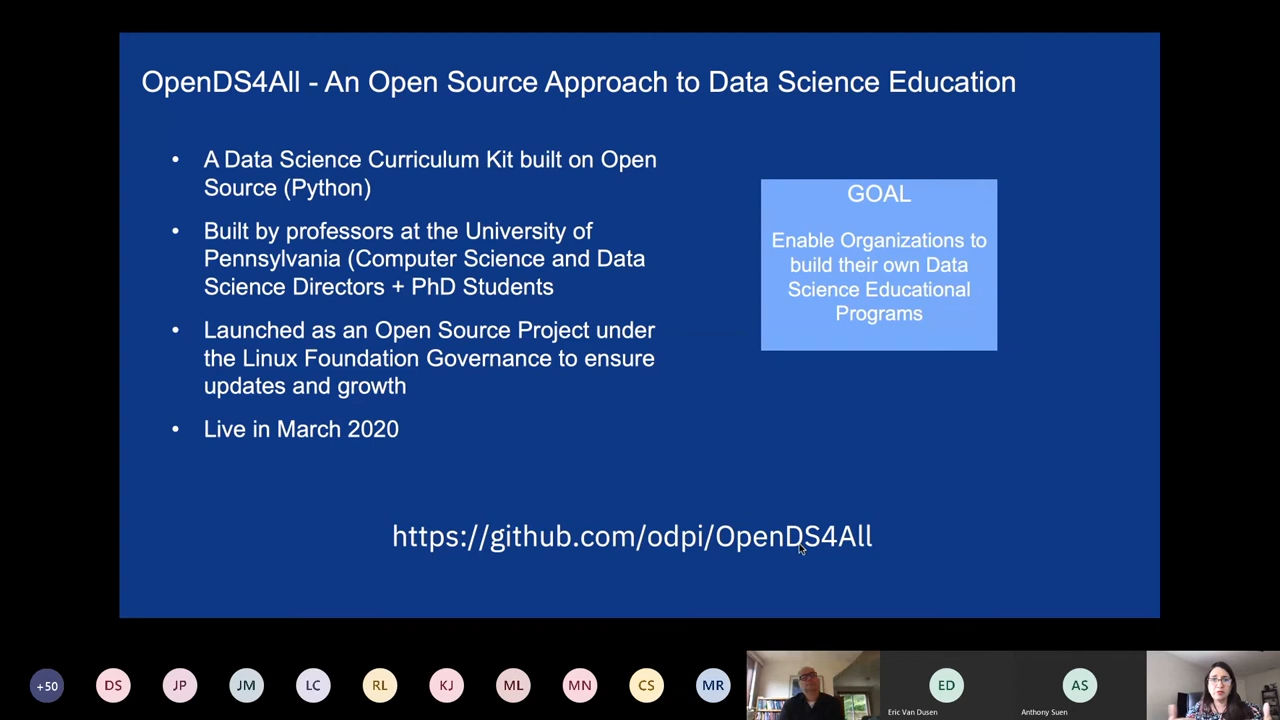 OpenDS4All - An Open Source Approach to Data Science Education
• A Data Science Curriculum Kit built on Open
Source (Python)
• Built by professors at the University of
Pennsylvania (Computer Science and Data
Science Directors + PhD Students
• Launched as an Open Source Project under
the Linux Foundation Governance to ensure
updates and growth
• Live in March 2020
GOAL
Enable Organizations to
build their own Data
Science Educational
Programs
https://github.com/odpi/OpenDS4All
+50
DS
JP
JM
LC
RL
KJ
ML
MN
CS
MR
ED
Eric Van Dusen
AS
Anthony Suen